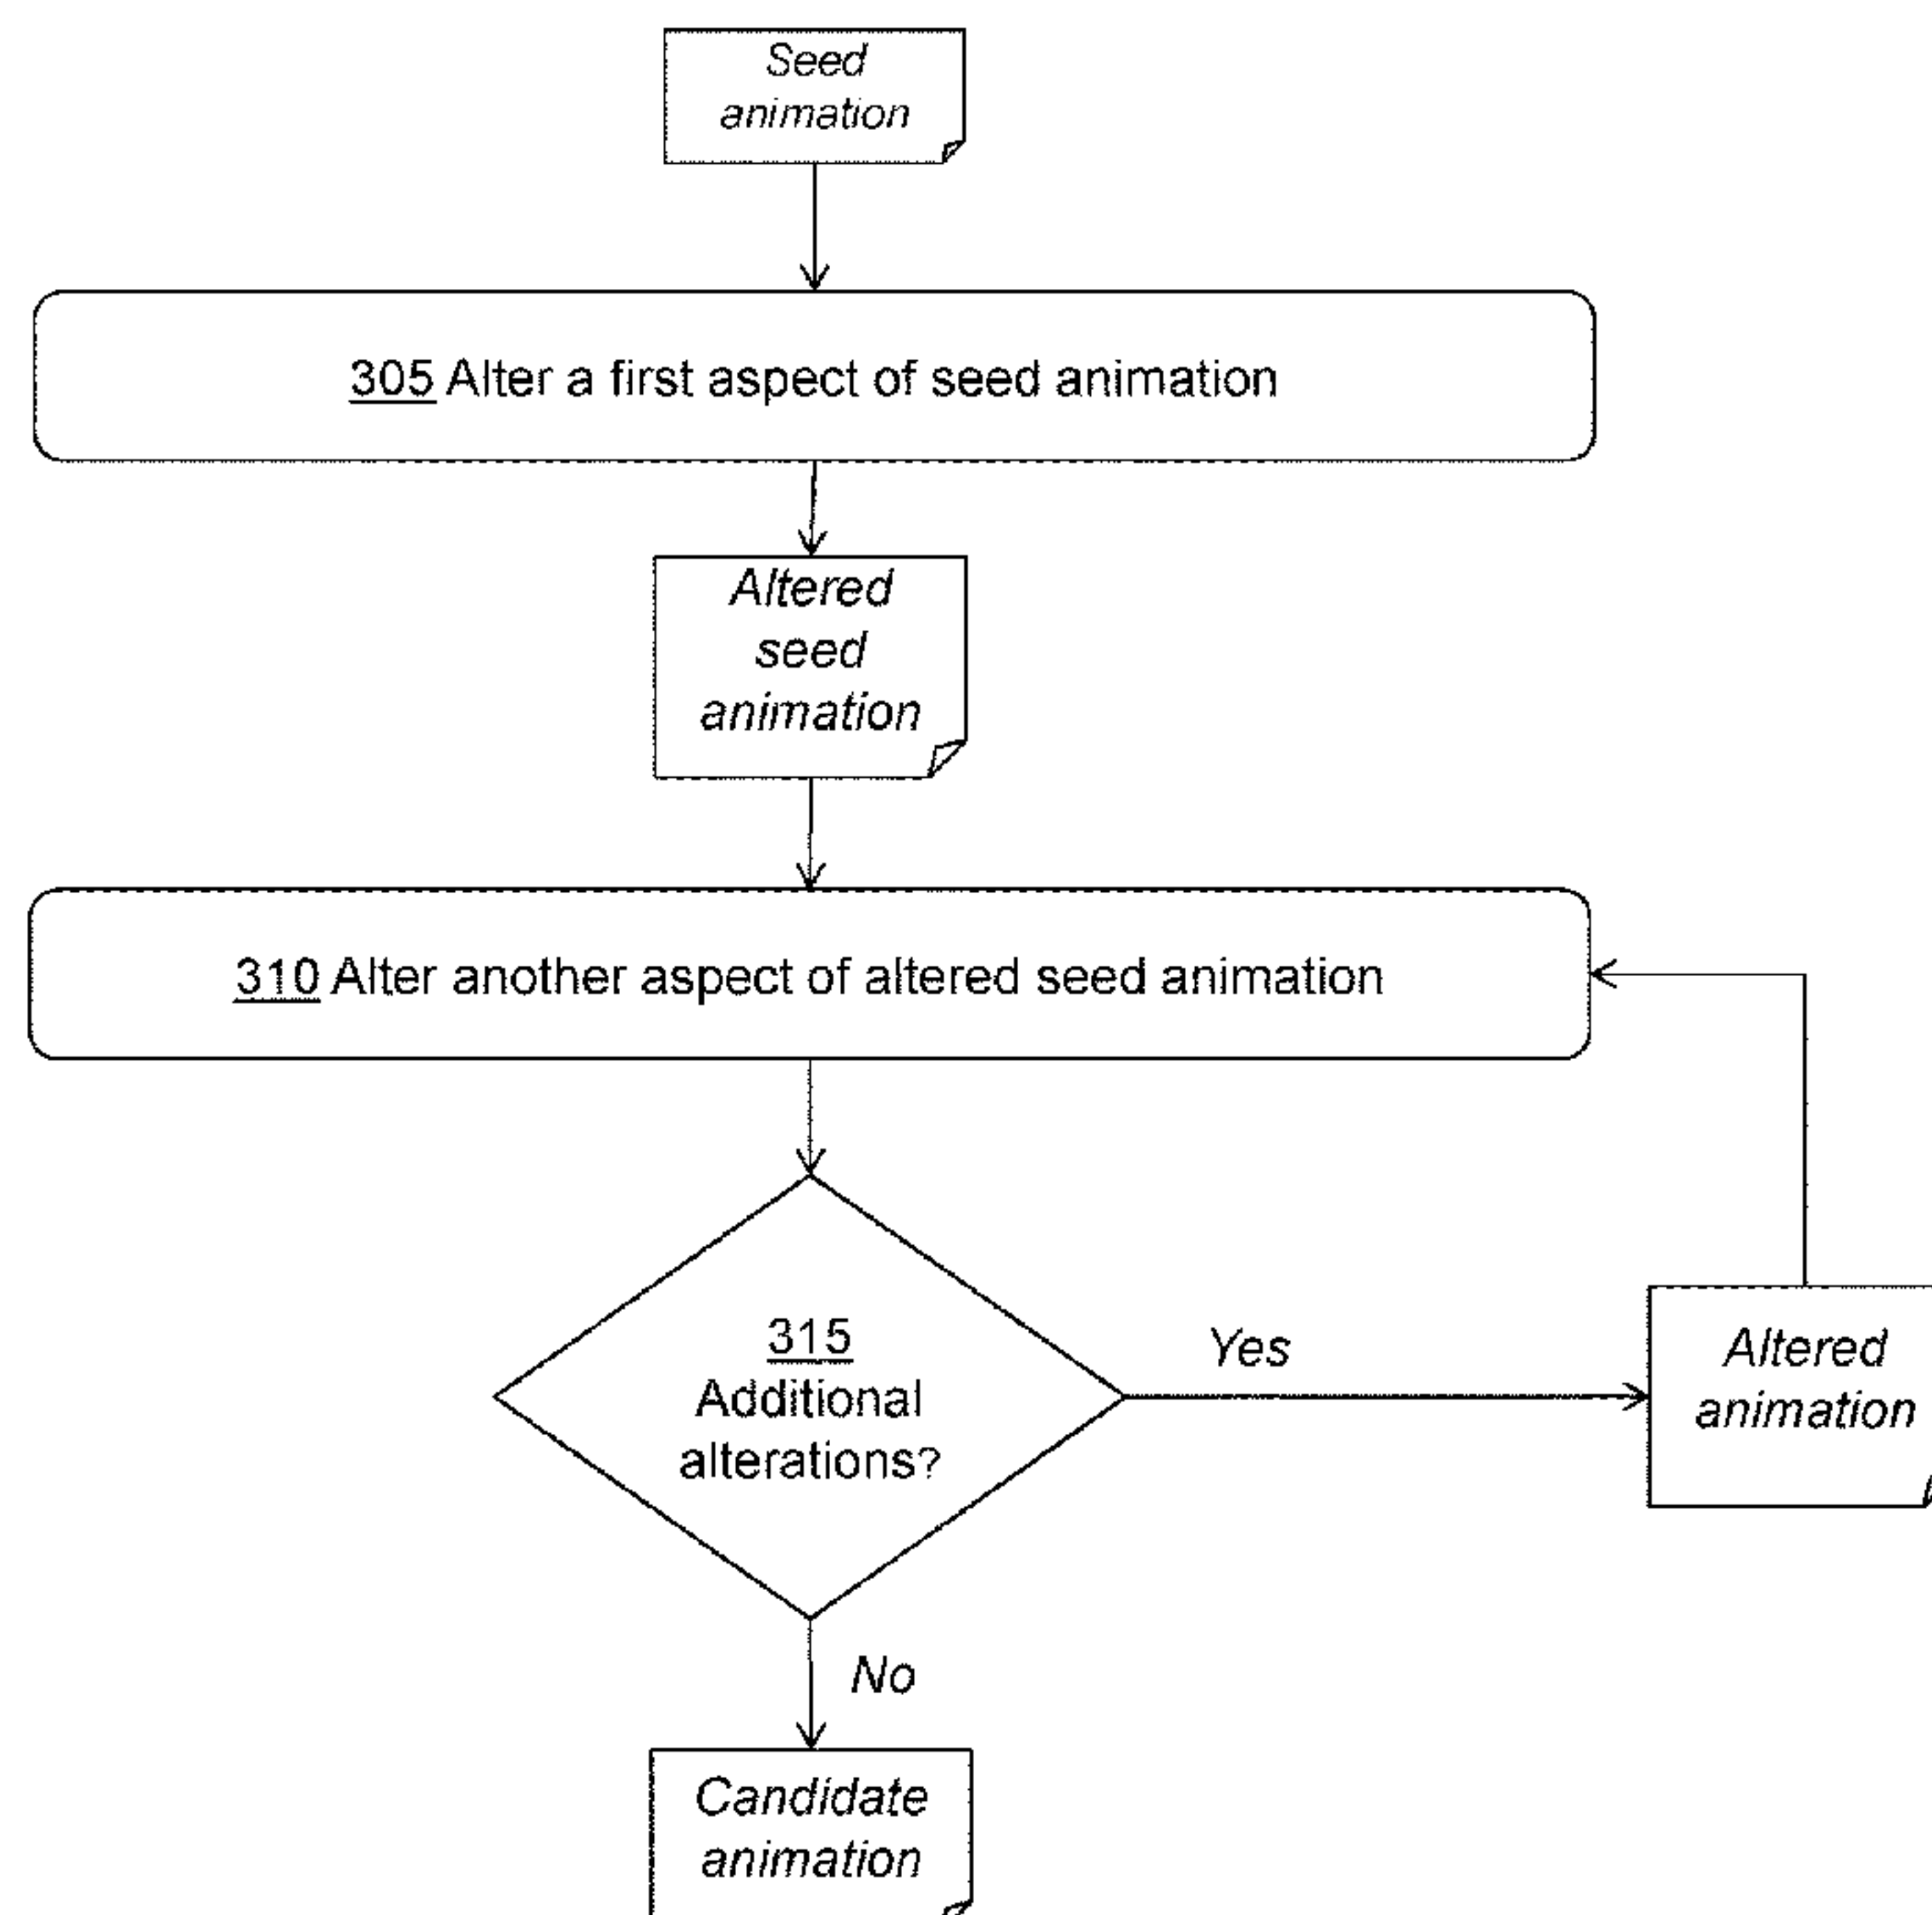 Seed
animation
305 Alter a first aspect of seed animation
Altered
seed
animation
310 Alter another aspect of altered seed animation
315
Additional
alterations?
Yes
Altered
animation
No
Candidate
animation